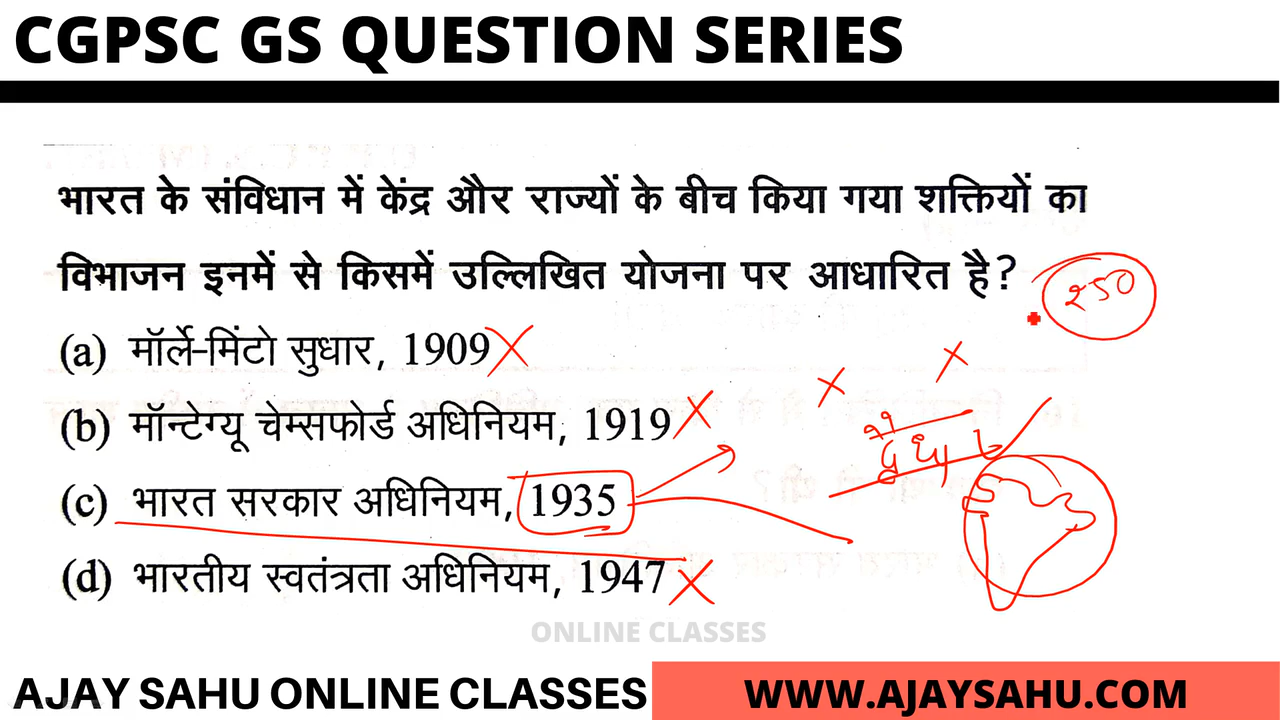 CGPSC GS QUESTION SERIES
भारत के संविधान में केंद्र और राज्यों के बीच किया गया शक्तियों का
विभाजन इनमें से किसमें उल्लिखित योजना पर आधारित है?
250
(a) मॉर्ले-मिंटो सुधार, 1909
(b) मॉन्टेग्यू चेम्सफोर्ड अधिनियम, 1919
(c) भारत सरकार अधिनियम, 1935
(d) भारतीय स्वतंत्रता अधिनियम, 1947
ONLINE CLASSES
AJAY SAHU ONLINE CLASSES
WWW.AJAYSAHU.COM